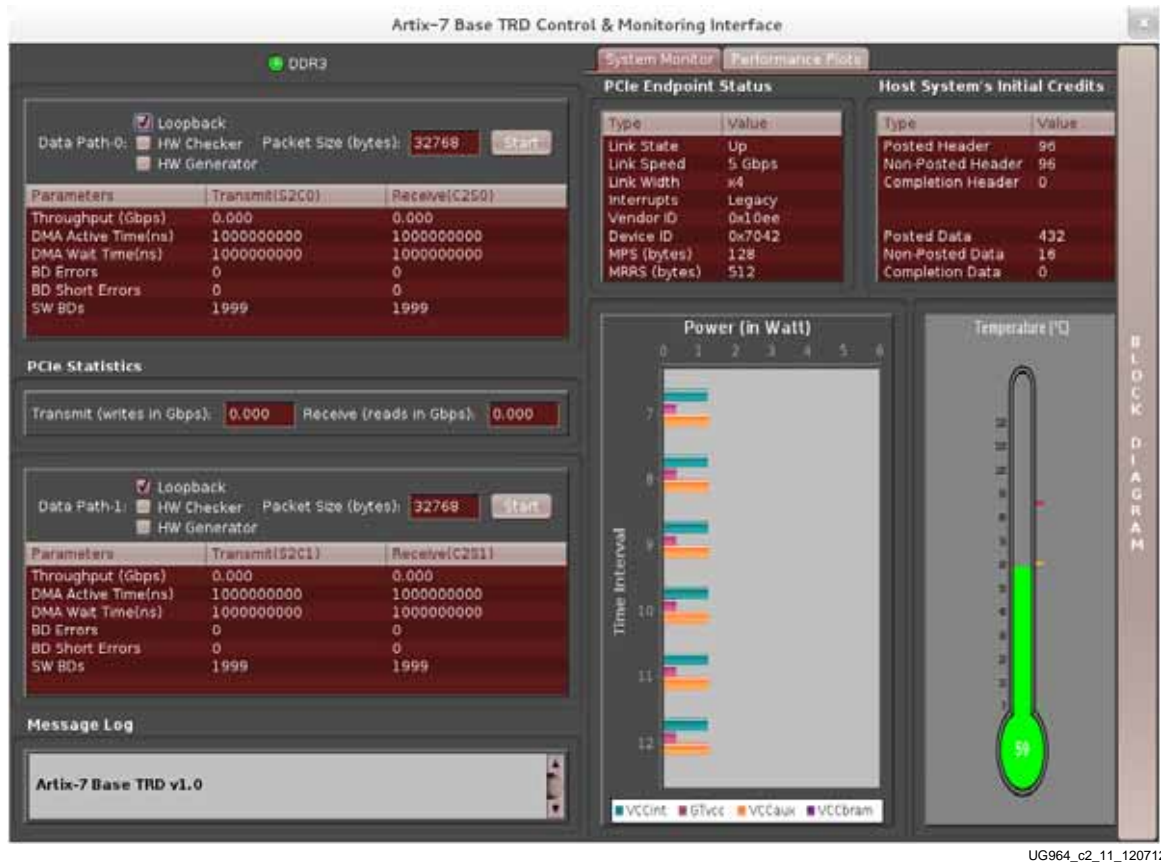 Artix-7 Base TRD Control & Monitoring Interface
DDR3
Loopback
Data Path-0: HW Checker Packet Size (bytes): 32768 Start
HW Generator
Parameters Transmit(S2C0) Receive(C2S0)
Throughput (Gbps) 0.000 0.000
DMA Active Time(ns) 1000000000 1000000000
DMA Wait Time(ns) 1000000000 1000000000
BD Errors 0 0
BD Short Errors 0 0
SW BDs 1999 1999
PCIe Statistics
Transmit (writes in Gbps): 0.000 Receive (reads in Gbps): 0.000
Loopback
Data Path-1: HW Checker Packet Size (bytes): 32768 Start
HW Generator
Parameters Transmit(S2C1) Receive(C2S1)
Throughput (Gbps) 0.000 0.000
DMA Active Time(ns) 1000000000 1000000000
DMA Wait Time(ns) 1000000000 1000000000
BD Errors 0 0
BD Short Errors 0 0
SW BDs 1999 1999
Message Log
Artix-7 Base TRD v1.0
System Monitor Performance Plots
PCIe Endpoint Status
Type Value
Link State Up
Link Speed 5 Gbps
Link Width x4
Interrupts Legacy
Vendor ID 0x10ee
Device ID 0x7042
MPS (bytes) 128
MRRS (bytes) 512
Host System's Initial Credits
Type Value
Posted Header 96
Non-Posted Header 96
Completion Header 0
Posted Data 432
Non-Posted Data 16
Completion Data 0
Power (in Watt)
0 1 2 3 4 5 6
Time Interval
7
8
9
10
11
12
VCCint GTvcc VCCaux VCCbram
Temperature (°C)
59
BLOCK DIAGRAM
UG964_c2_11_120712